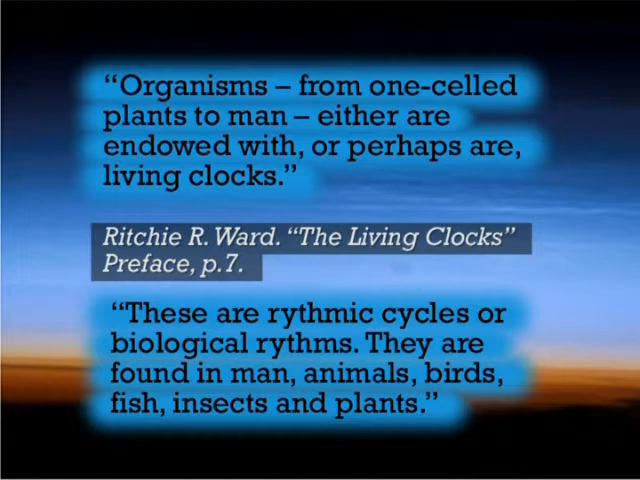 “Organisms – from one-celled
plants to man – either are
endowed with, or perhaps are,
living clocks.”
Ritchie R. Ward. “The Living Clocks”
Preface, p.7.
“These are rythmic cycles or
biological rythms. They are
found in man, animals, birds,
fish, insects and plants.”